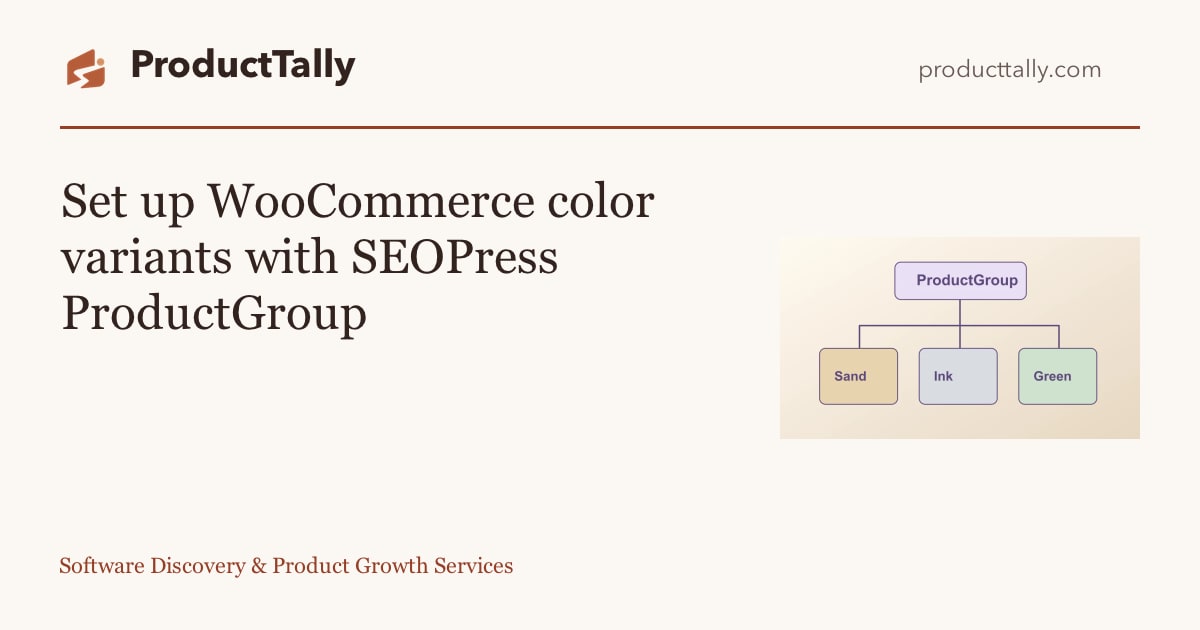 ProductTally
producttally.com
Set up WooCommerce color
variants with SEOPress
ProductGroup
ProductGroup
Sand
Ink
Green
Software Discovery & Product Growth Services